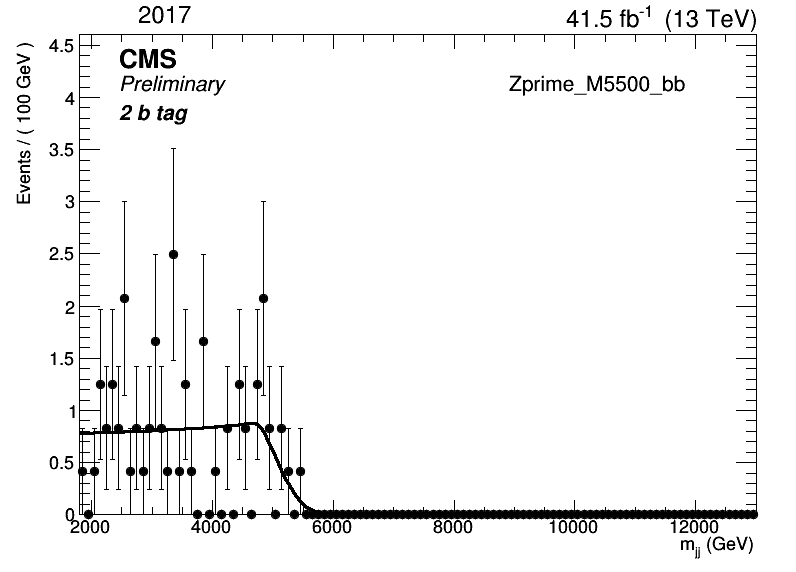 2017
41.5 fb-1 (13 TeV)
CMS
Preliminary
2 b tag
Zprime_M5500_bb
Events / ( 100 GeV )
4.5
4
3.5
3
2.5
2
1.5
1
0.5
0
2000 4000 6000 8000 10000 12000
mjj (GeV)